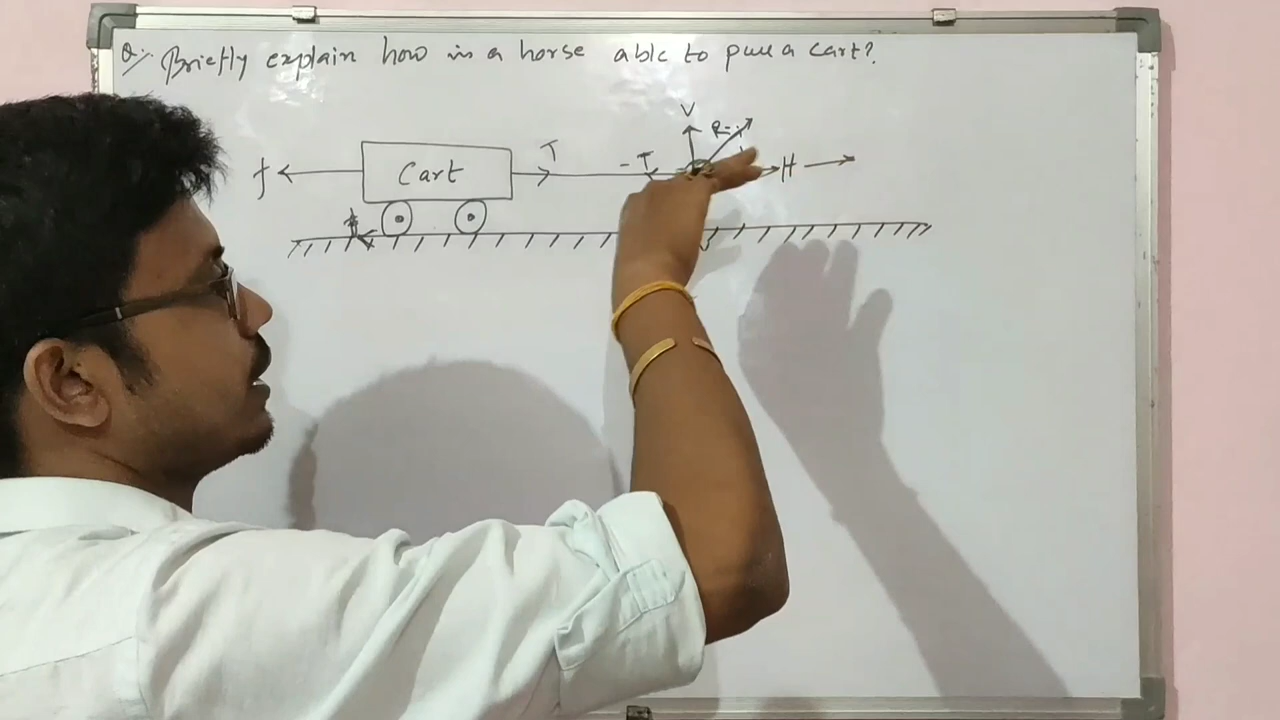 Q:- Briefly explain how is a horse able to pull a cart?
V
f Cart T -T H